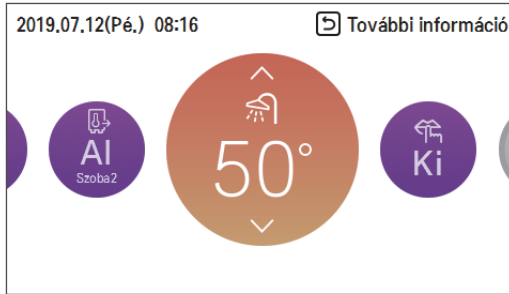 2019.07.12(Pé.) 08:16
További információ
AI
Szoba2
50°
Ki